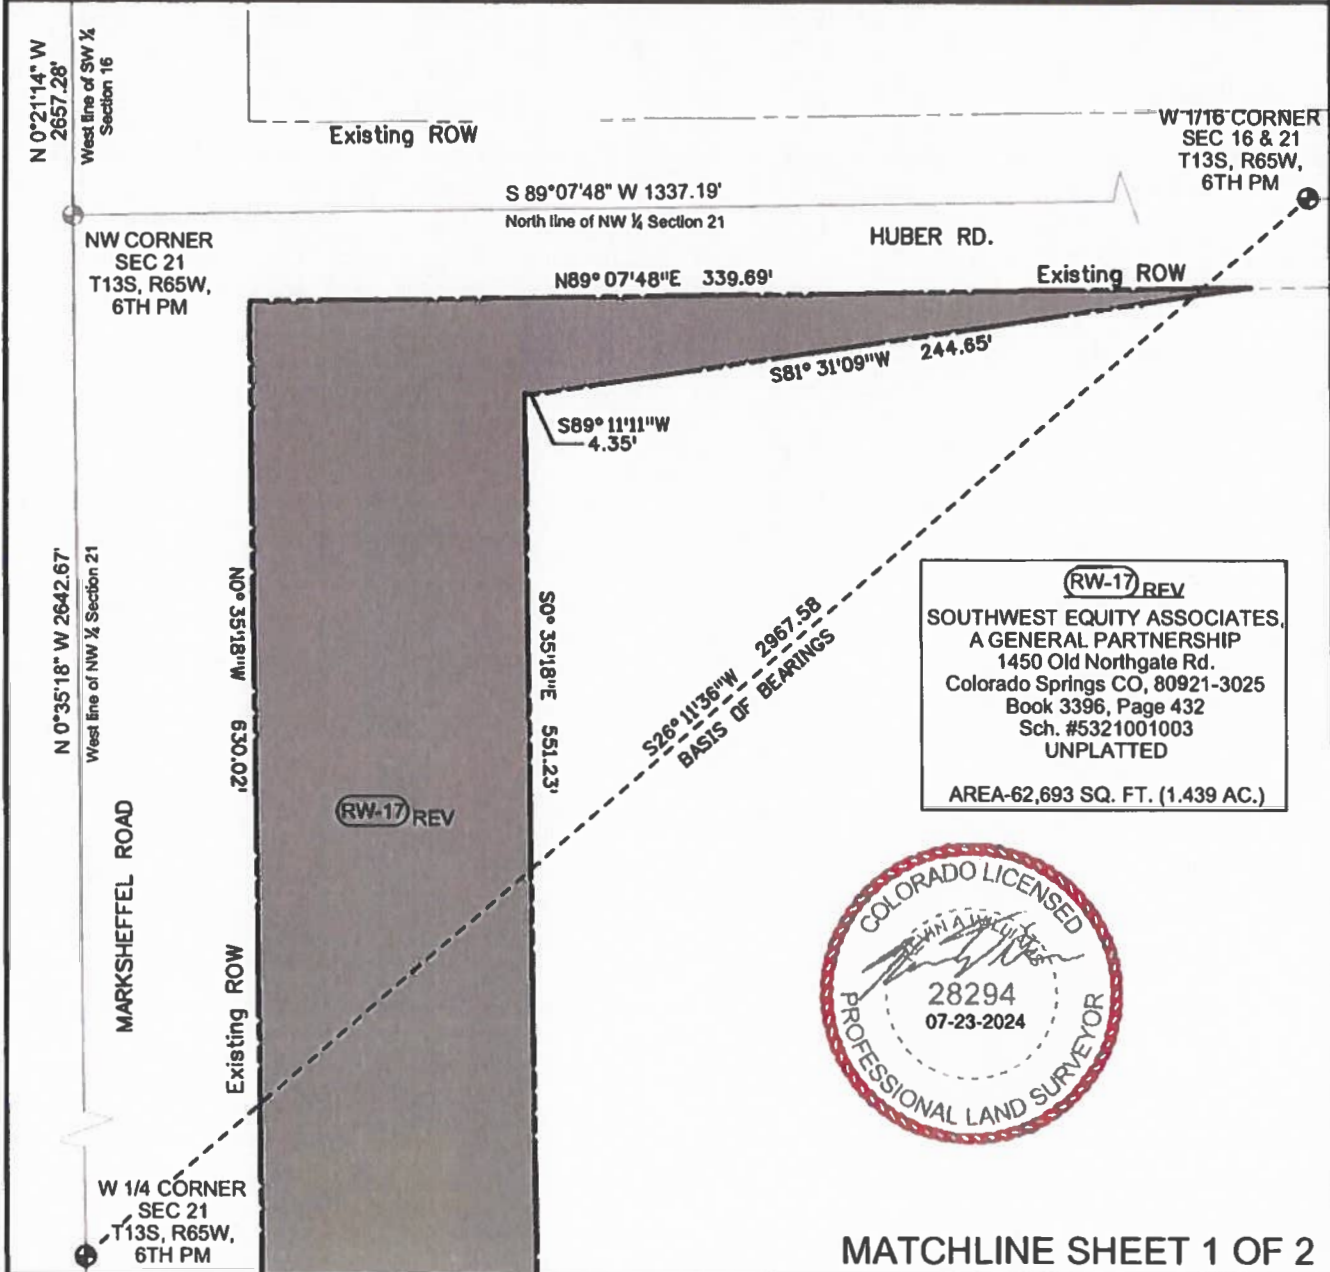 N 0°21'14" W
2657.28'
West line of SW ¼
Section 16
Existing ROW
W 1/16 CORNER
SEC 16 & 21
T13S, R65W,
6TH PM
S 89°07'48" W 1337.19'
North line of NW ¼ Section 21
NW CORNER
SEC 21
T13S, R65W,
6TH PM
HUBER RD.
N89° 07'48"E 339.69'
Existing ROW
S81° 31'09"W 244.65'
S89° 11'11"W
4.35'
N 0°35'18" W 2642.67'
West line of NW ¼ Section 21
N0° 35'18"W 630.02'
S0° 35'18"E 551.23'
S26° 11'36"W 2967.58
BASIS OF BEARINGS
RW-17 REV
SOUTHWEST EQUITY ASSOCIATES,
A GENERAL PARTNERSHIP
1450 Old Northgate Rd.
Colorado Springs CO, 80921-3025
Book 3396, Page 432
Sch. #5321001003
UNPLATTED
AREA-62,693 SQ. FT. (1.439 AC.)
RW-17 REV
MARKSHEFFEL ROAD
Existing ROW
COLORADO LICENSED
28294
07-23-2024
PROFESSIONAL LAND SURVEYOR
W 1/4 CORNER
SEC 21
T13S, R65W,
6TH PM
MATCHLINE SHEET 1 OF 2